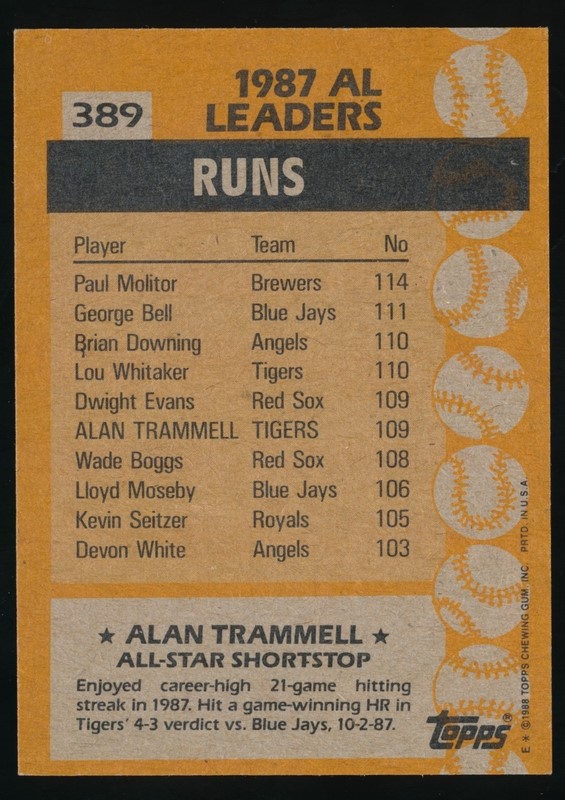 389
1987 AL
LEADERS
RUNS
Player Team No
Paul Molitor Brewers 114
George Bell Blue Jays 111
Brian Downing Angels 110
Lou Whitaker Tigers 110
Dwight Evans Red Sox 109
ALAN TRAMMELL TIGERS 109
Wade Boggs Red Sox 108
Lloyd Moseby Blue Jays 106
Kevin Seitzer Royals 105
Devon White Angels 103
★ ALAN TRAMMELL ★
ALL-STAR SHORTSTOP
Enjoyed career-high 21-game hitting
streak in 1987. Hit a game-winning HR in
Tigers' 4-3 verdict vs. Blue Jays, 10-2-87.
Topps®
E ★ ©1988 TOPPS CHEWING GUM, INC. PRTD. IN U.S.A.